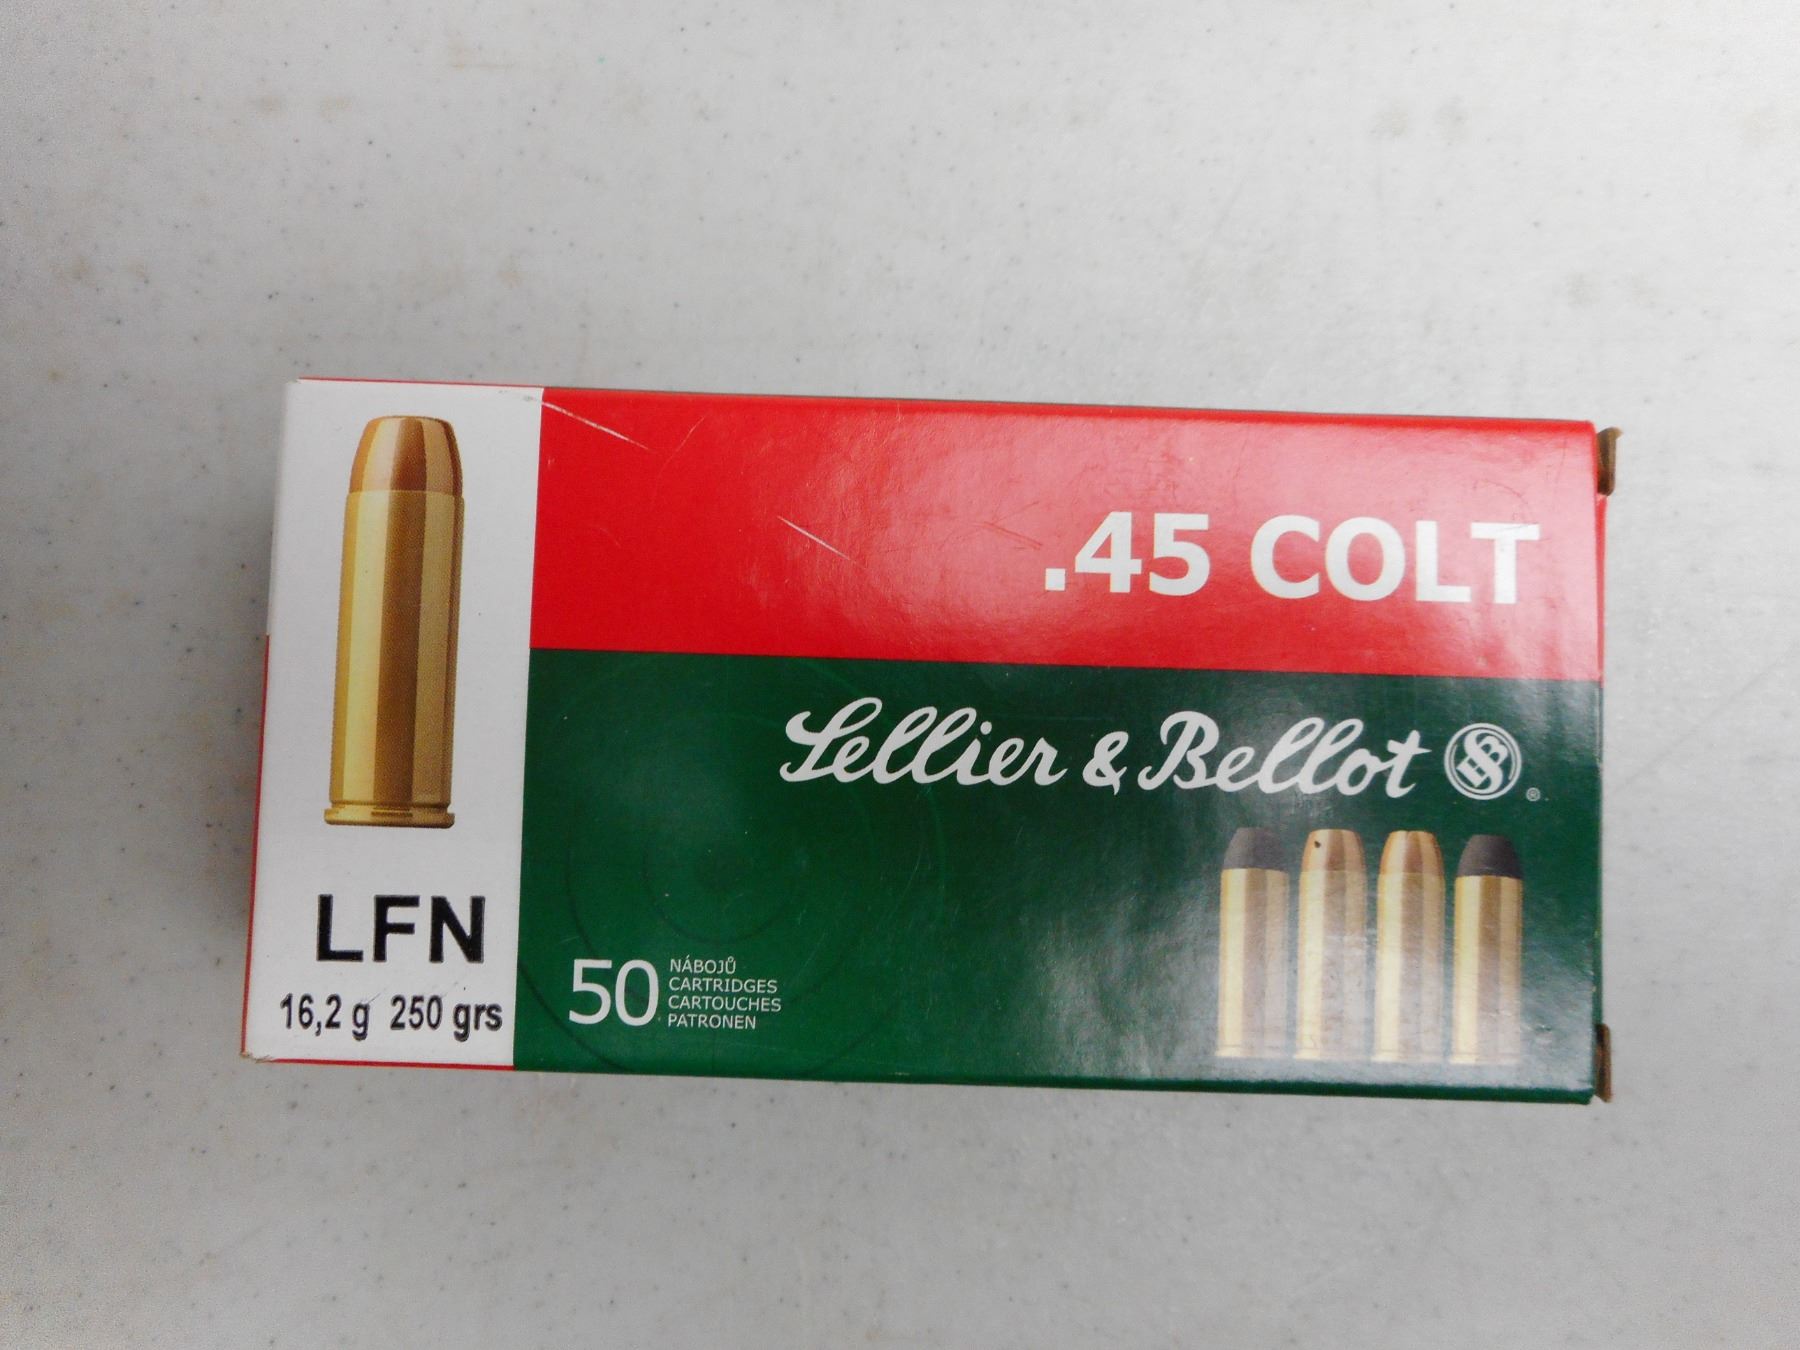 .45 COLT
Sellier & Bellot
S&B
®
LFN
16,2 g 250 grs
50
NÁBOJŮ
CARTRIDGES
CARTOUCHES
PATRONEN